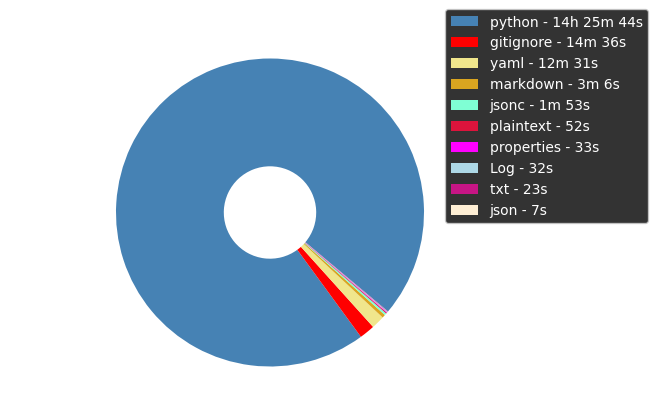 python - 14h 25m 44s
gitignore - 14m 36s
yaml - 12m 31s
markdown - 3m 6s
jsonc - 1m 53s
plaintext - 52s
properties - 33s
Log - 32s
txt - 23s
json - 7s